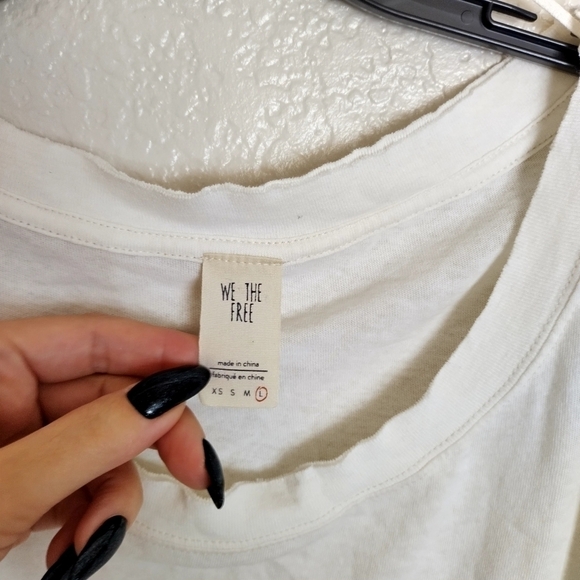 WE THE
FREE
made in china
fabriqué en chine
XS S M L